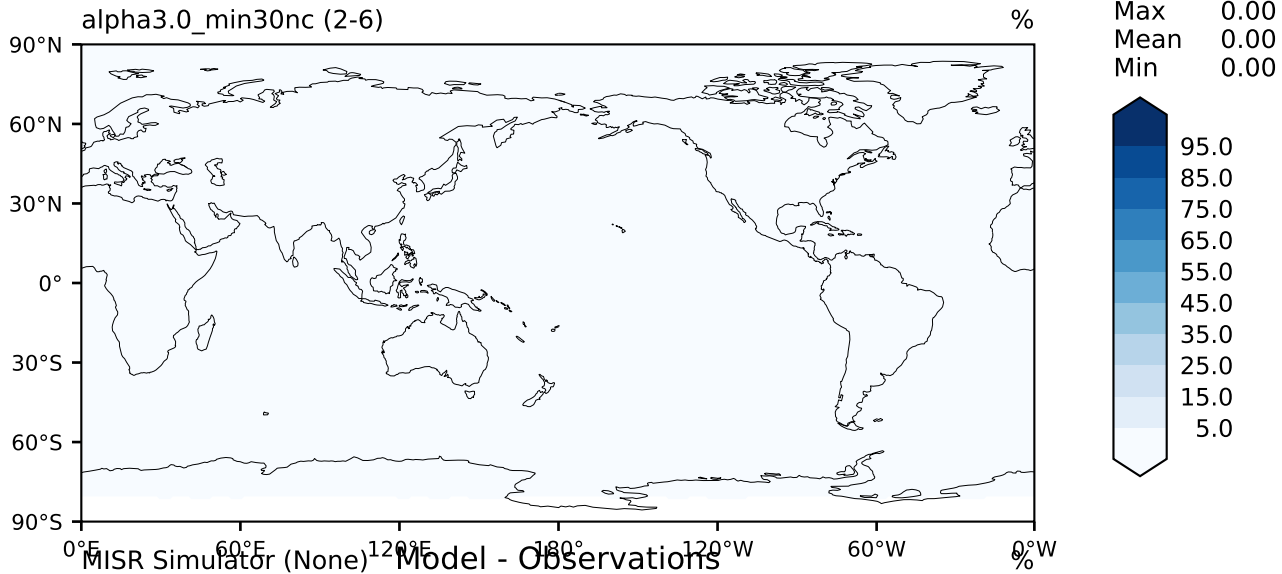 alpha3.0_min30nc (2-6) %
Max 0.00
Mean 0.00
Min 0.00
90°N
60°N
30°N
0°
30°S
60°S
90°S
95.0
85.0
75.0
65.0
55.0
45.0
35.0
25.0
15.0
5.0
0°E 60°E 120°E 180° 120°W 60°W 0°W
MISR Simulator (None) Model - Observations %